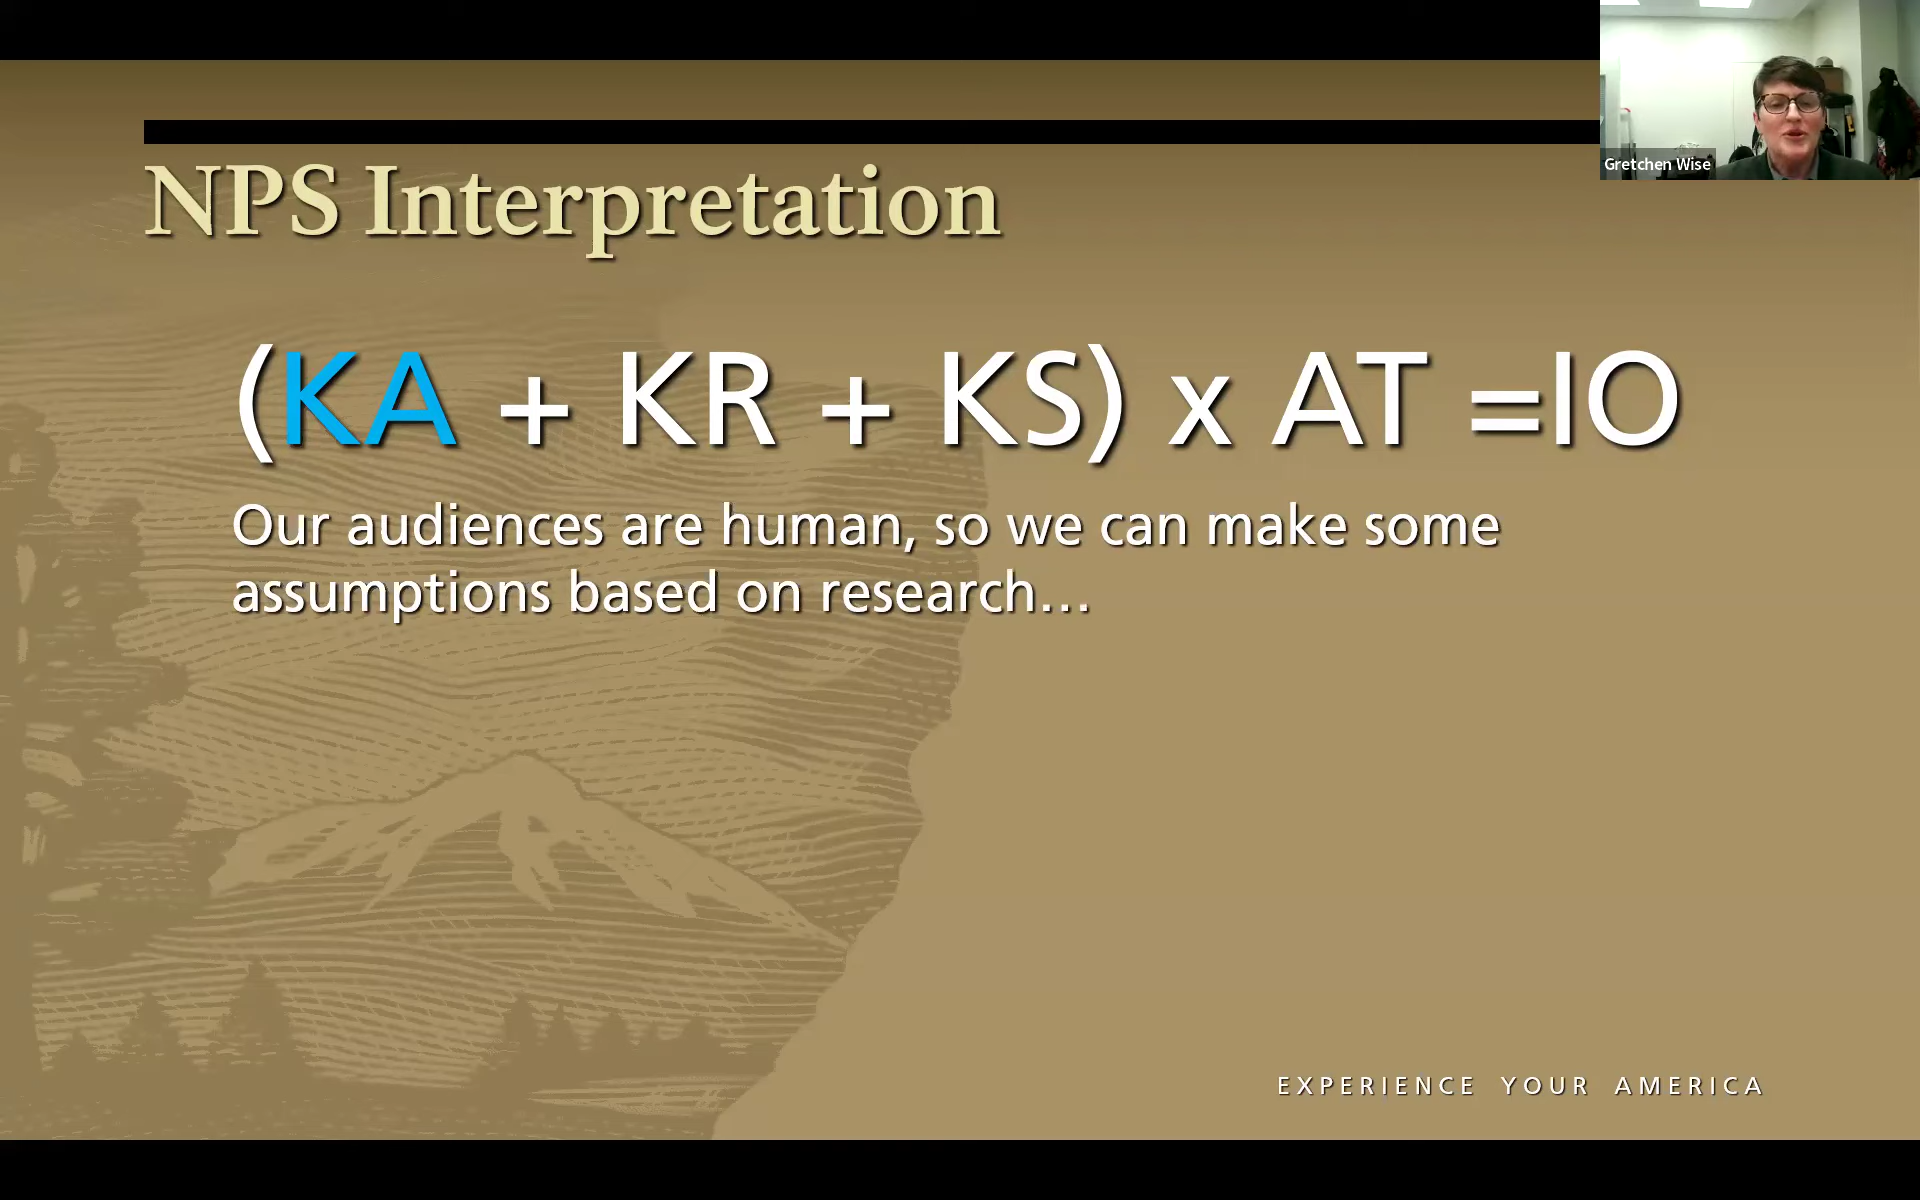 Gretchen Wise
NPS Interpretation
(KA + KR + KS) x AT =IO
Our audiences are human, so we can make some
assumptions based on research…
EXPERIENCE YOUR AMERICA